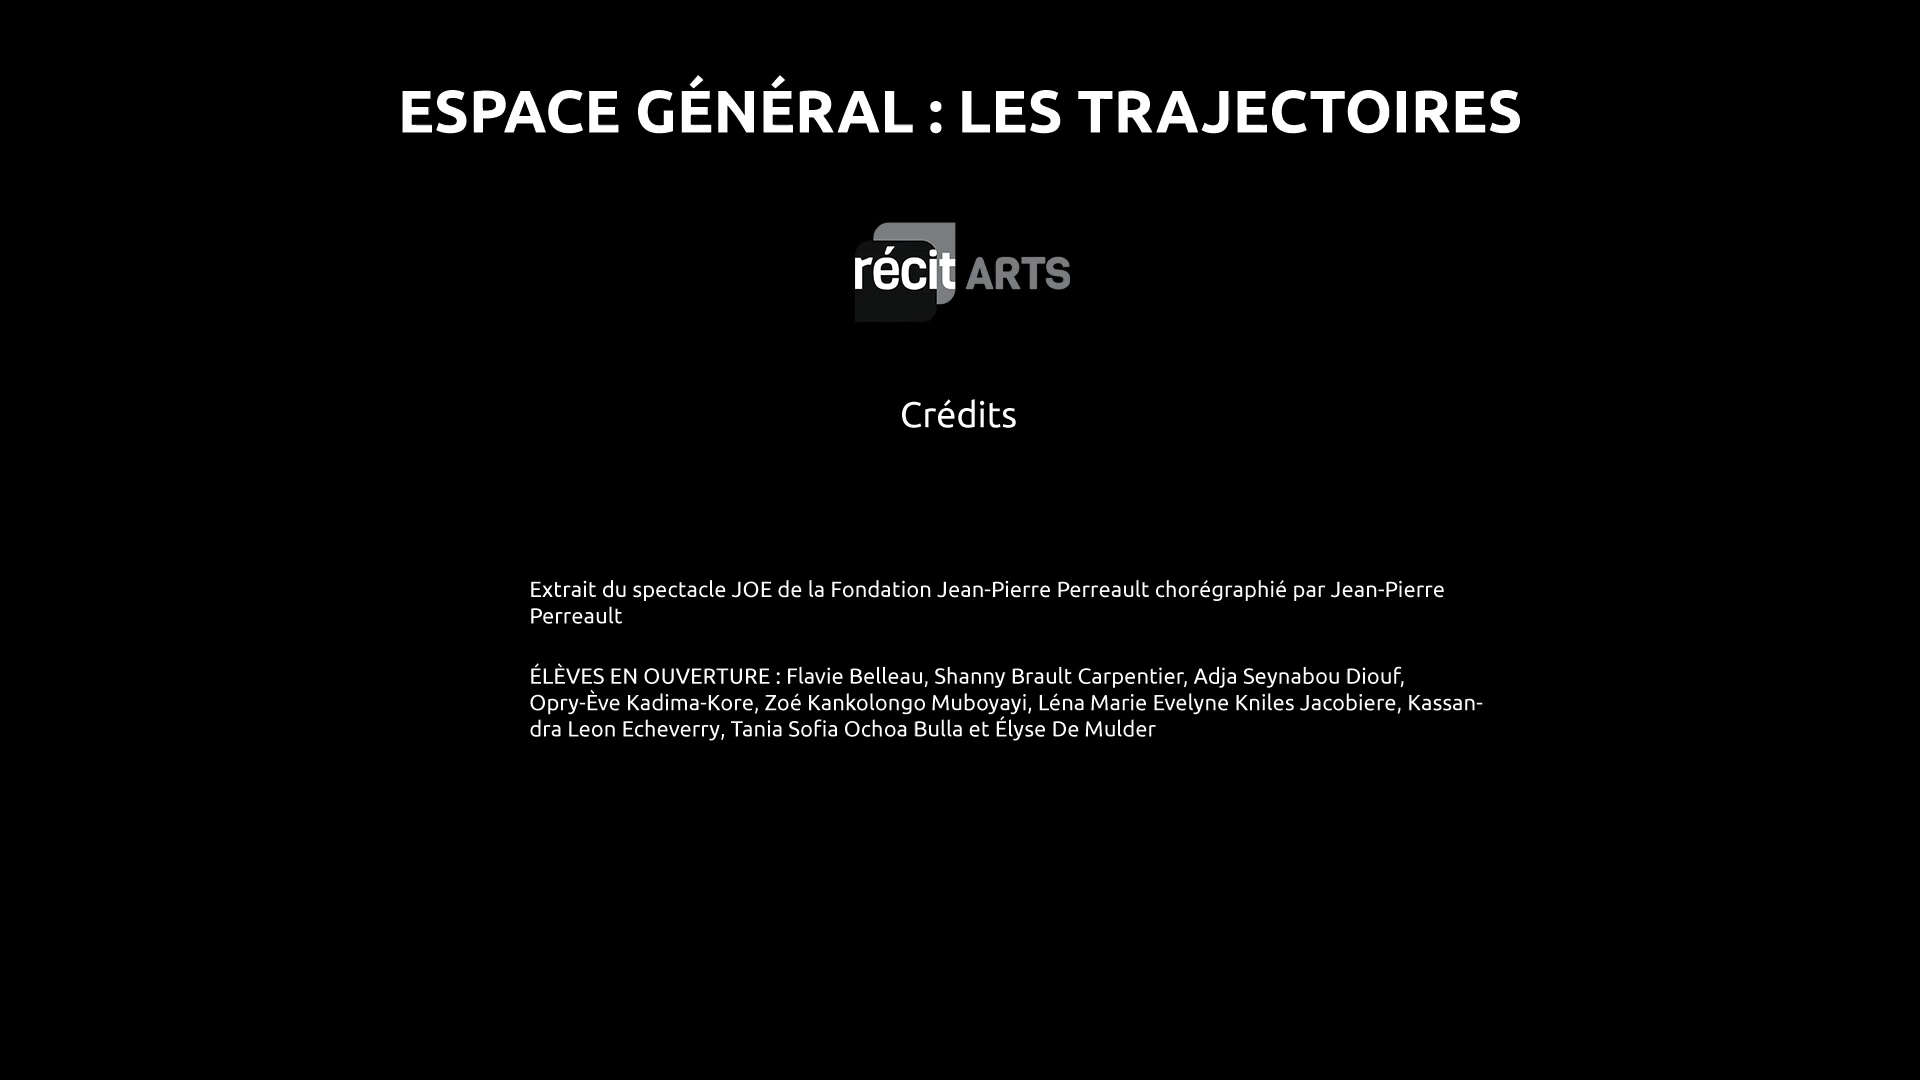 ESPACE GÉNÉRAL : LES TRAJECTOIRES
récit ARTS
Crédits
Extrait du spectacle JOE de la Fondation Jean-Pierre Perreault chorégraphié par Jean-Pierre
Perreault
ÉLÈVES EN OUVERTURE : Flavie Belleau, Shanny Brault Carpentier, Adja Seynabou Diouf,
Opry-Ève Kadima-Kore, Zoé Kankolongo Muboyayi, Léna Marie Evelyne Kniles Jacobiere, Kassan-
dra Leon Echeverry, Tania Sofia Ochoa Bulla et Élyse De Mulder